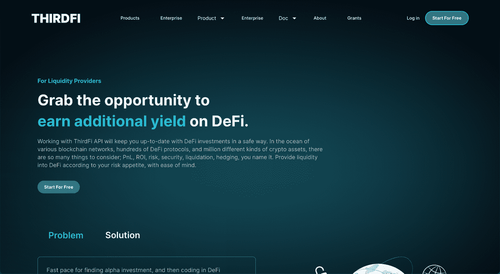 THIRDFI
Products Enterprise Product Enterprise Doc About Grants Log in Start For Free
For Liquidity Providers
Grab the opportunity to
earn additional yield on DeFi.
Working with ThirdFi API will keep you up-to-date with DeFi investments in a safe way. In the ocean of
various blockchain networks, hundreds of DeFi protocols, and million different kinds of crypto assets, there
are so many things to consider; PnL, ROI, risk, security, liquidation, hedging, you name it. Provide liquidity
into DeFi according to your risk appetite, with ease of mind.
Start For Free
Problem Solution
Fast pace for finding alpha investment, and then coding in DeFi